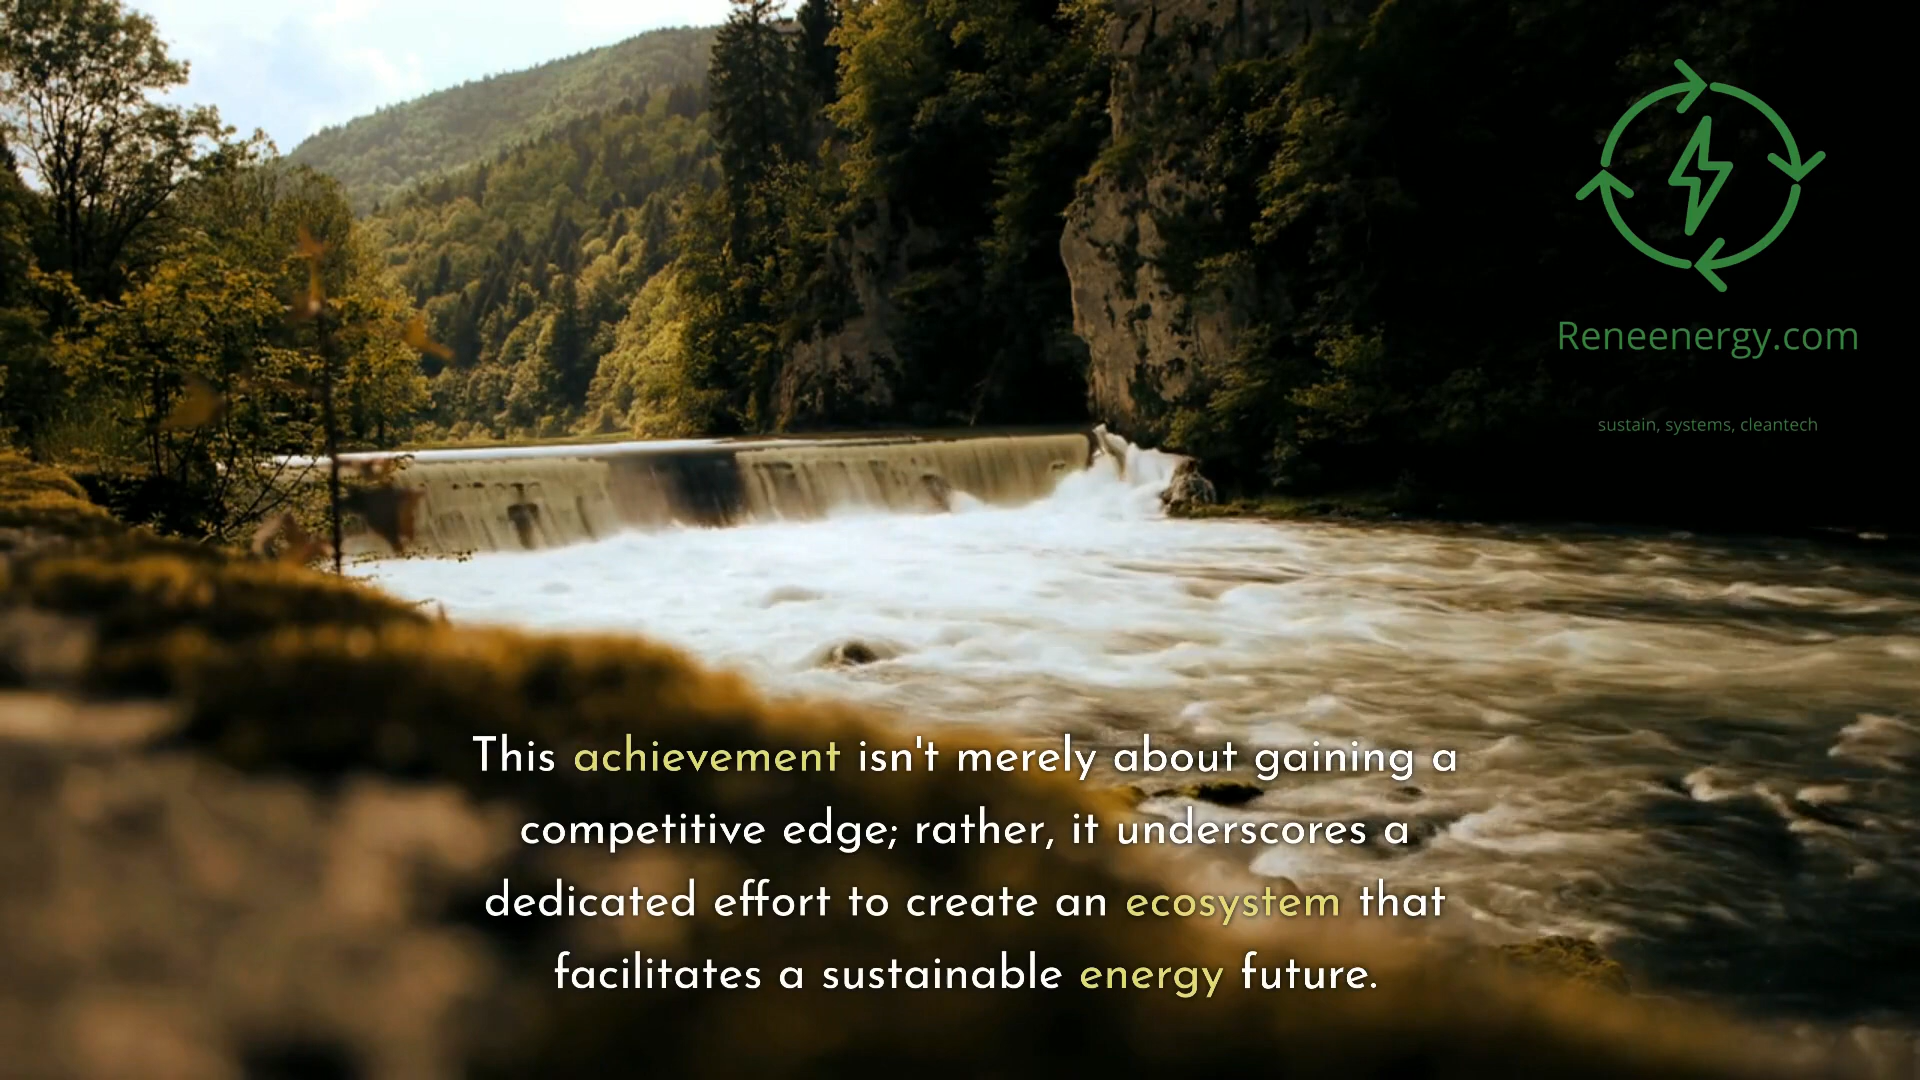 Reneenergy.com
sustain, systems, cleantech
This achievement isn't merely about gaining a
competitive edge; rather, it underscores a
dedicated effort to create an ecosystem that
facilitates a sustainable energy future.